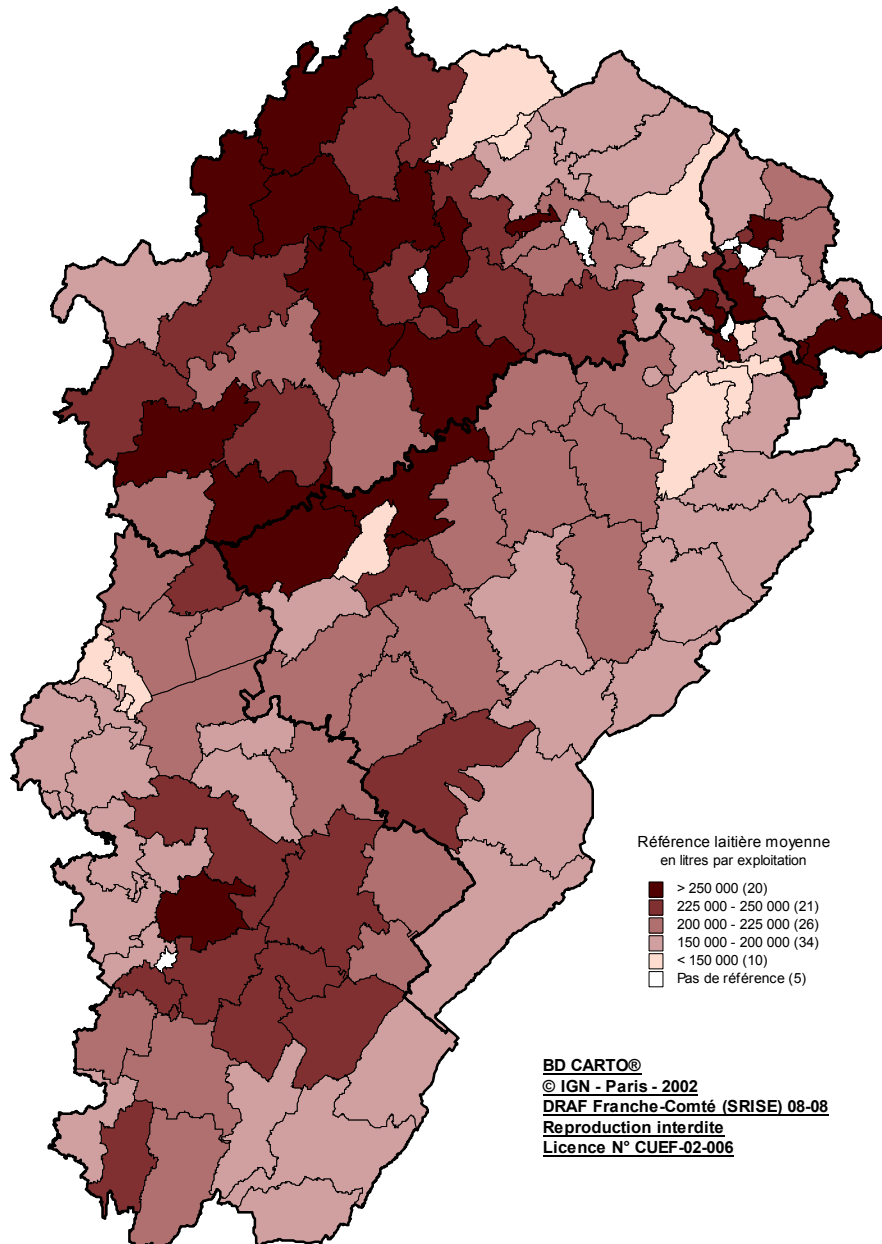 Référence laitière moyenne
en litres par exploitation
> 250 000 (20)
225 000 - 250 000 (21)
200 000 - 225 000 (26)
150 000 - 200 000 (34)
< 150 000 (10)
Pas de référence (5)
BD CARTO®
© IGN - Paris - 2002
DRAF Franche-Comté (SRISE) 08-08
Reproduction interdite
Licence N° CUEF-02-006